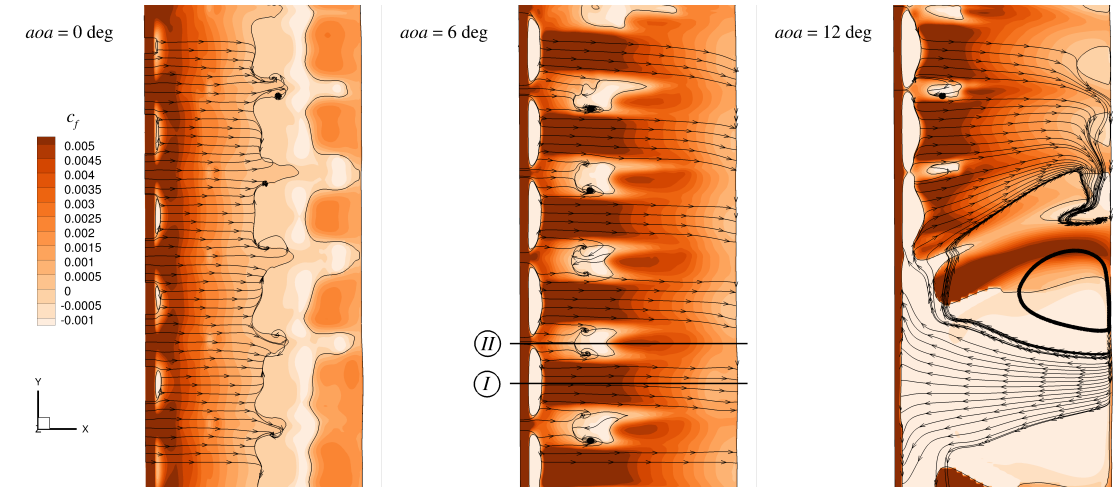 aoa = 0 deg
aoa = 6 deg
aoa = 12 deg
c_f
0.005
0.0045
0.004
0.0035
0.003
0.0025
0.002
0.0015
0.001
0.0005
0
-0.0005
-0.001
II
I
Y
Z
X